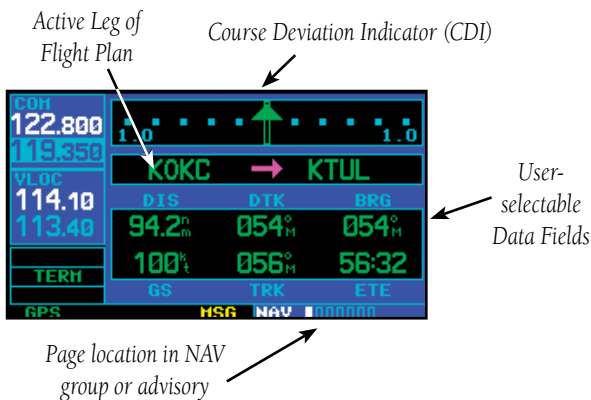 Active Leg of
Flight Plan
Course Deviation Indicator (CDI)
COM
122.800
119.350
1.0
1.0
KOKC → KTUL
VLOC
114.10
113.40
DIS DTK BRG
94.2nm 054°M 054°M
100kt 056°M 56:32
GS TRK ETE
TERM
GPS MSG NAV
User-
selectable
Data Fields
Page location in NAV
group or advisory